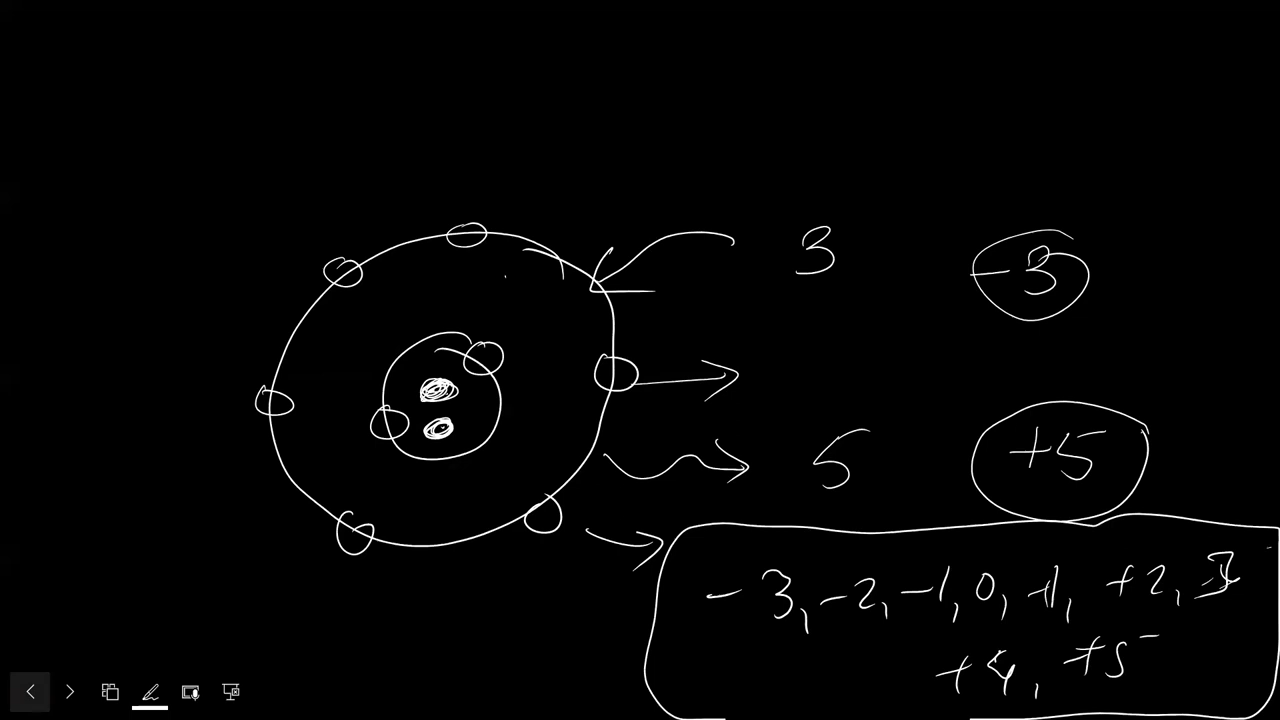 3 -3
5 +5
-3, -2, -1, 0, +1, +2, 3
+4, +5